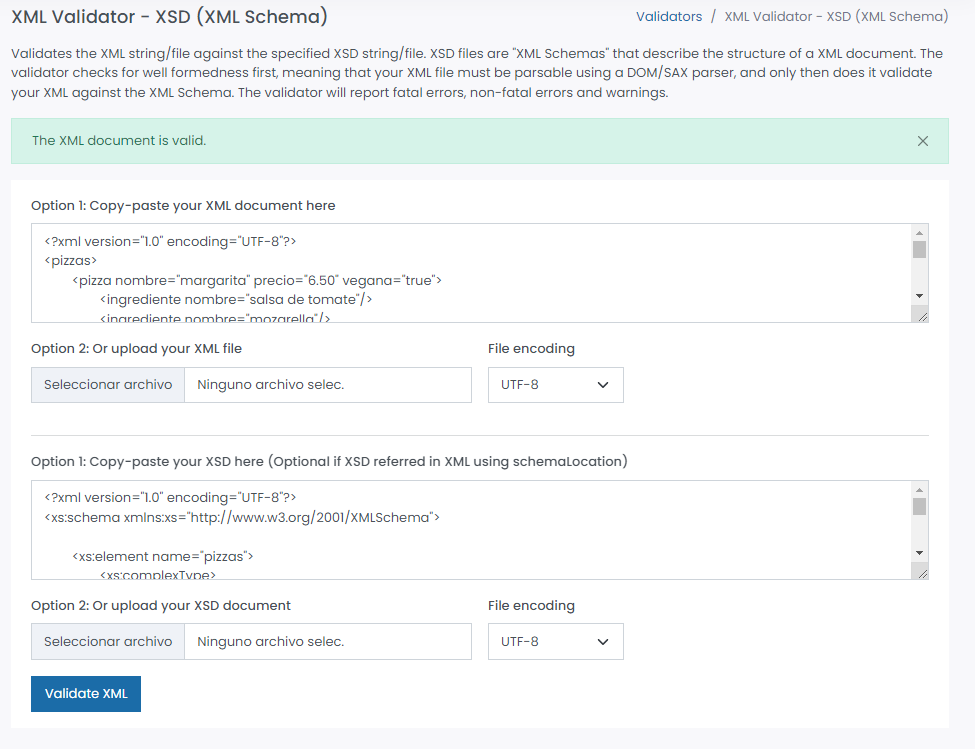 XML Validator - XSD (XML Schema)
Validators / XML Validator - XSD (XML Schema)
Validates the XML string/file against the specified XSD string/file. XSD files are "XML Schemas" that describe the structure of a XML document. The
validator checks for well formedness first, meaning that your XML file must be parsable using a DOM/SAX parser, and only then does it validate
your XML against the XML Schema. The validator will report fatal errors, non-fatal errors and warnings.
The XML document is valid.
Option 1: Copy-paste your XML document here
<?xml version="1.0" encoding="UTF-8"?>
<pizzas>
<pizza nombre="margarita" precio="6.50" vegana="true">
<ingrediente nombre="salsa de tomate"/>
<ingrediente nombre="mozarella"/>
Option 2: Or upload your XML file
File encoding
Seleccionar archivo Ninguno archivo selec.
UTF-8
Option 1: Copy-paste your XSD here (Optional if XSD referred in XML using schemaLocation)
<?xml version="1.0" encoding="UTF-8"?>
<xs:schema xmlns:xs="http://www.w3.org/2001/XMLSchema">
<xs:element name="pizzas">
<xs:complexType>
Option 2: Or upload your XSD document
File encoding
Seleccionar archivo Ninguno archivo selec.
UTF-8
Validate XML